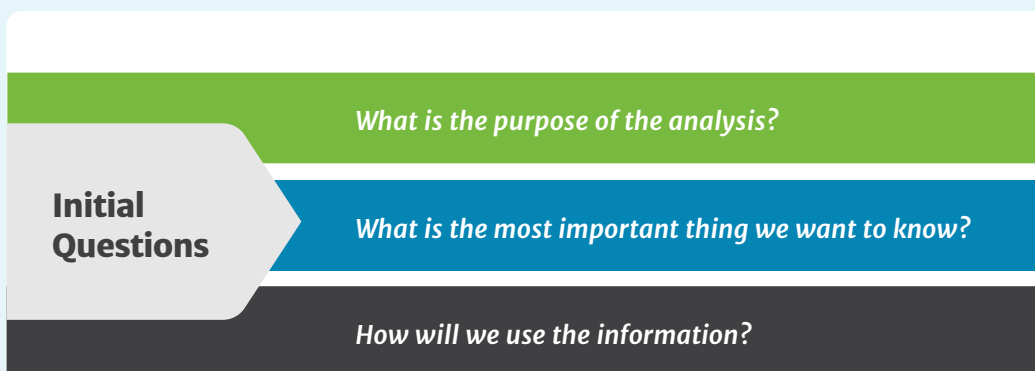 What is the purpose of the analysis?
Initial
Questions
What is the most important thing we want to know?
How will we use the information?